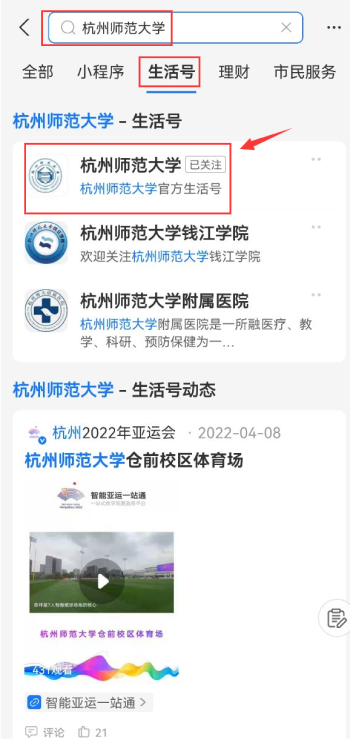 杭州师范大学
全部 小程序 生活号 理财 市民服务
杭州师范大学 – 生活号
杭州师范大学 已关注
杭州师范大学官方生活号
杭州师范大学钱江学院
欢迎关注杭州师范大学钱江学院
杭州师范大学附属医院
杭州师范大学附属医院是一所融医疗、教
学、科研、预防保健为一...
杭州师范大学 – 生活号动态
杭州2022年亚运会 · 2022-04-08
杭州师范大学仓前校区体育场
智能亚运一站通
杭州师范大学仓前校区体育场
431观看
智能亚运一站通
评论 21